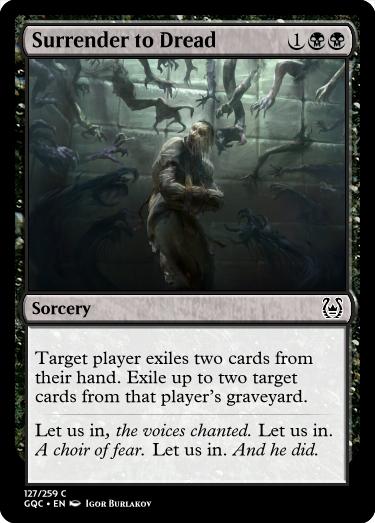 Surrender to Dread 1
Sorcery
Target player exiles two cards from
their hand. Exile up to two target
cards from that player's graveyard.
Let us in, the voices chanted. Let us in.
A choir of fear. Let us in. And he did.
127/259 C
GQC • EN Igor Burlakov